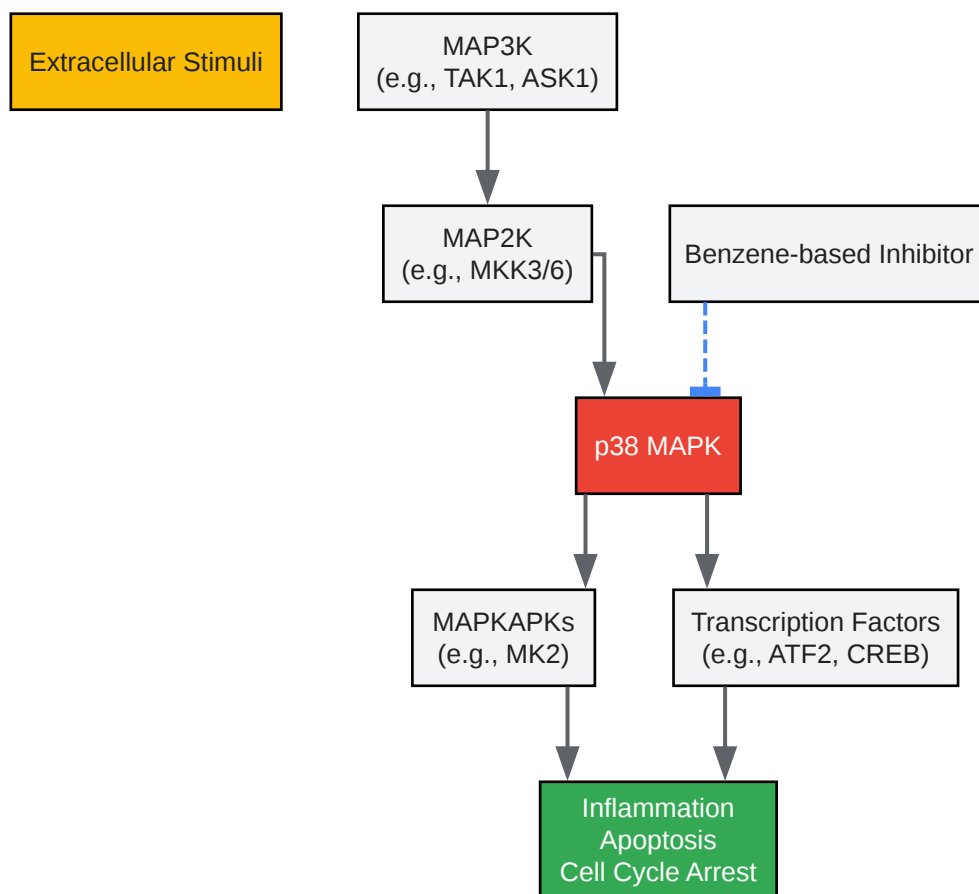 Extracellular Stimuli
MAP3K
(e.g., TAK1, ASK1)
MAP2K
(e.g., MKK3/6)
Benzene-based Inhibitor
p38 MAPK
MAPKAPKs
(e.g., MK2)
Transcription Factors
(e.g., ATF2, CREB)
Inflammation
Apoptosis
Cell Cycle Arrest